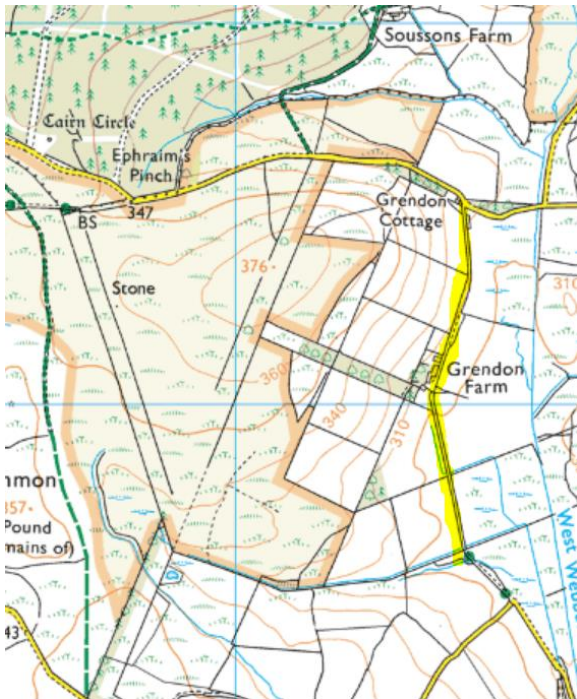 Soussons Farm
Cairn Circle
Ephraim's
Pinch
Grendon
Cottage
BS
347
376
Stone
310
360
Grendon
Farm
340
310
mmon
357
Pound
mains of)
West Webb
43